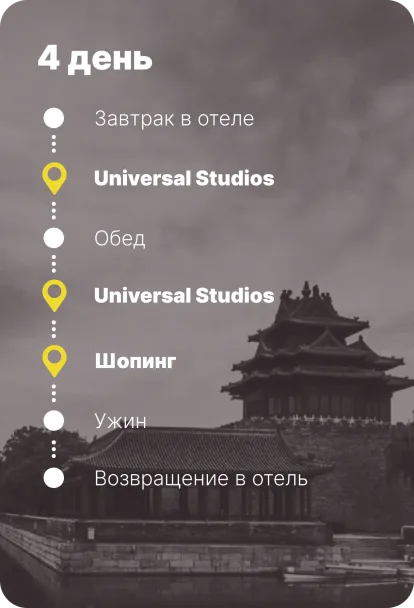 4 день
Завтрак в отеле
Universal Studios
Обед
Universal Studios
Шопинг
Ужин
Возвращение в отель